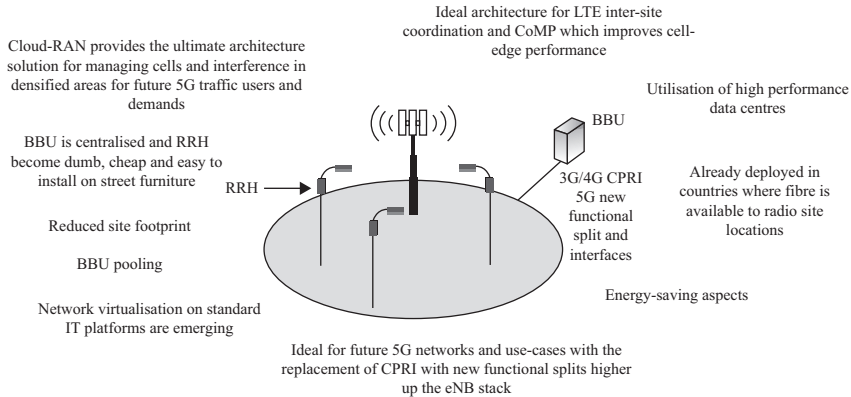 Ideal architecture for LTE inter-site
coordination and CoMP which improves cell-
edge performance
Cloud-RAN provides the ultimate architecture
solution for managing cells and interference in
densified areas for future 5G traffic users and
demands
Utilisation of high performance
data centres
BBU
BBU is centralised and RRH
become dumb, cheap and easy to
install on street furniture
RRH
3G/4G CPRI
5G new
functional
split and
interfaces
Already deployed in
countries where fibre is
available to radio site
locations
Reduced site footprint
BBU pooling
Energy-saving aspects
Network virtualisation on standard
IT platforms are emerging
Ideal for future 5G networks and use-cases with the
replacement of CPRI with new functional splits higher
up the eNB stack